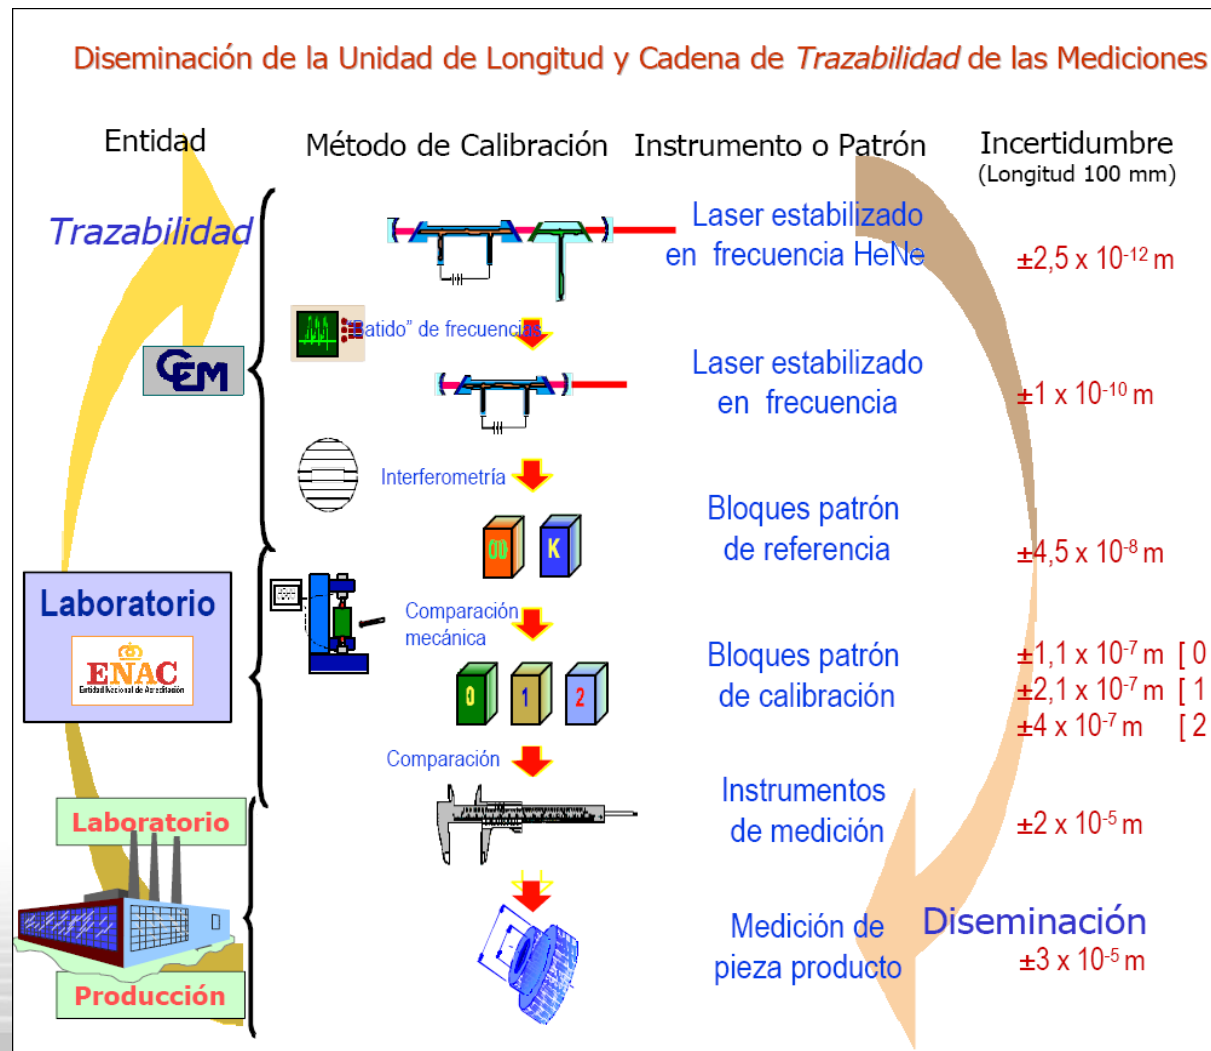 Diseminación de la Unidad de Longitud y Cadena de Trazabilidad de las Mediciones
Entidad
Método de Calibración
Instrumento o Patrón
Incertidumbre
(Longitud 100 mm)
Trazabilidad
Laser estabilizado
en frecuencia HeNe
±2,5 x 10⁻¹² m
"Batido" de frecuencias
CEM
Laser estabilizado
en frecuencia
±1 x 10⁻¹⁰ m
Interferometría
Bloques patrón
de referencia
00
K
±4,5 x 10⁻⁸ m
Laboratorio
ENAC
Entidad Nacional de Acreditación
Comparación
mecánica
Bloques patrón
de calibración
0
1
2
±1,1 x 10⁻⁷ m [ 0
±2,1 x 10⁻⁷ m [ 1
±4 x 10⁻⁷ m [ 2
Comparación
Instrumentos
de medición
±2 x 10⁻⁵ m
Laboratorio
Medición de
pieza producto
Diseminación
±3 x 10⁻⁵ m
Producción